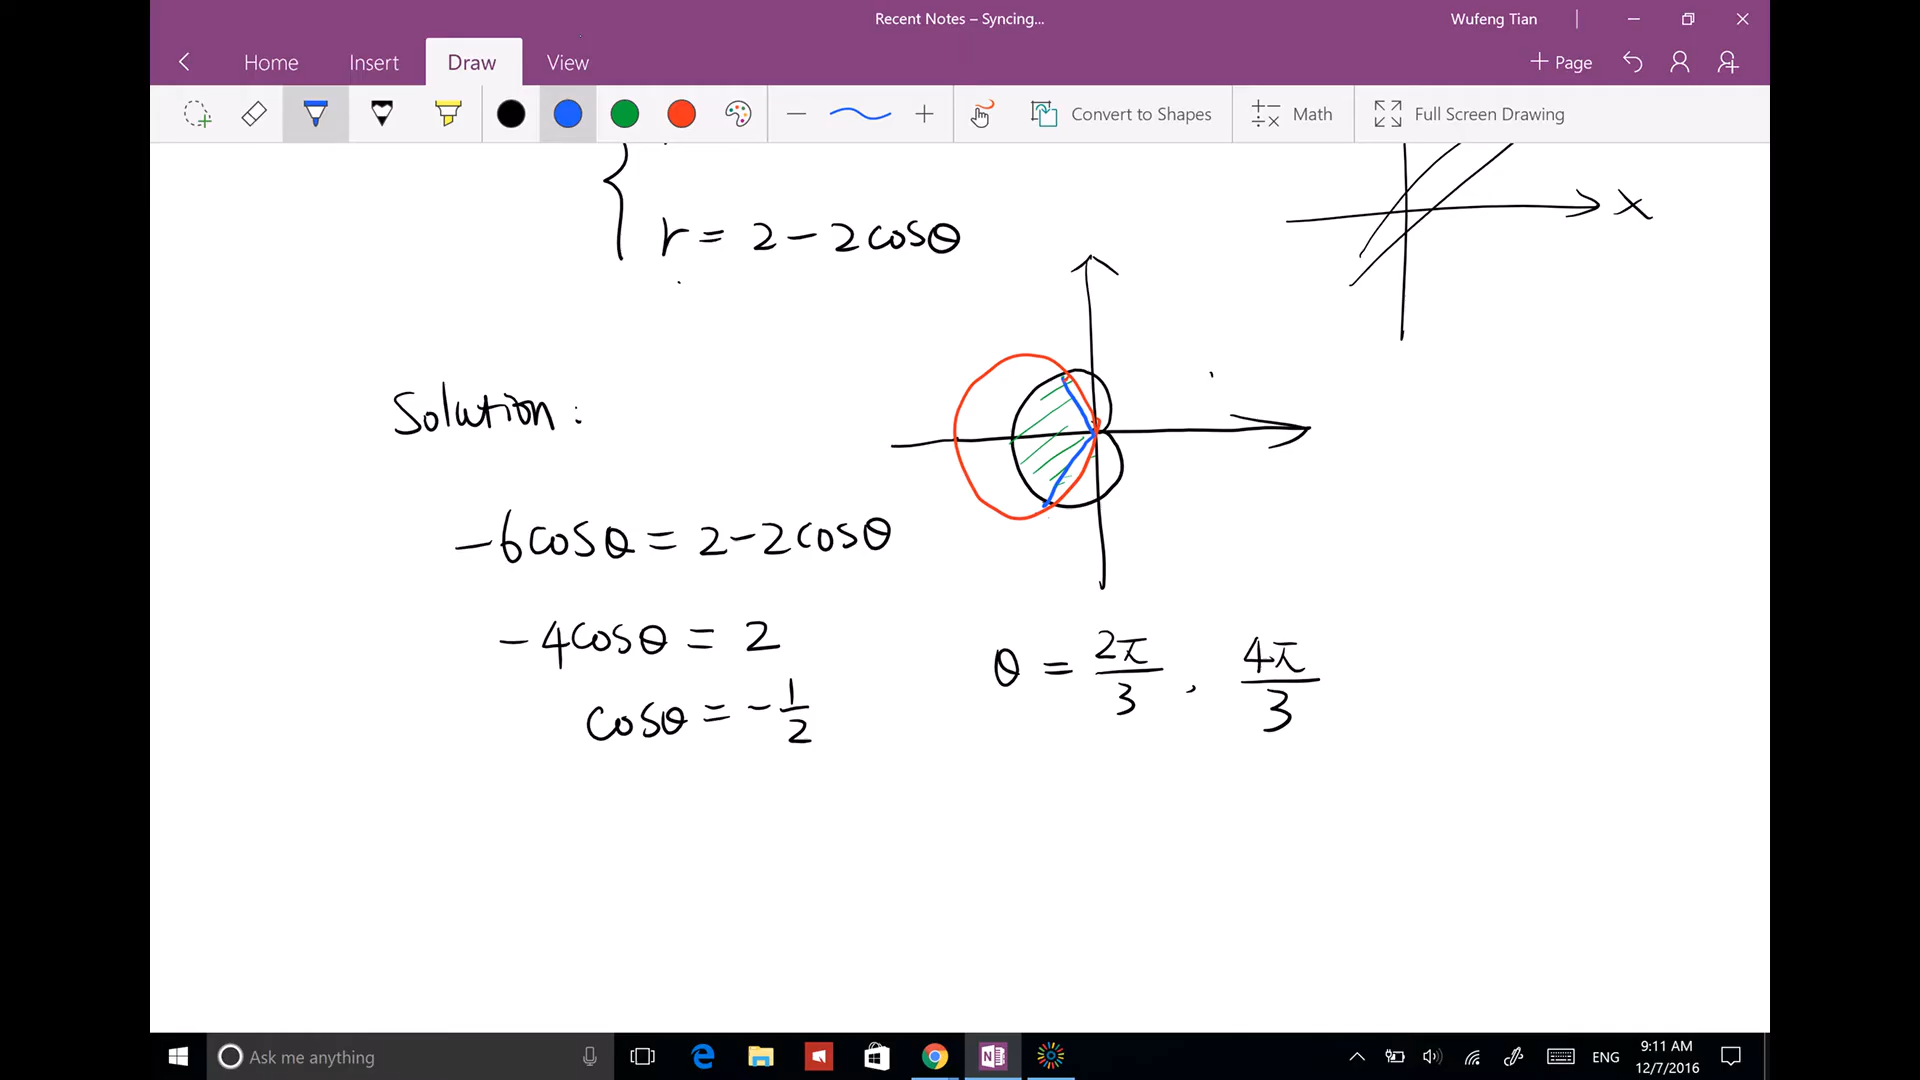 Recent Notes – Syncing...
Wufeng Tian
Home
Insert
Draw
View
Page
Convert to Shapes
Math
Full Screen Drawing
x
r = 2 - 2cosθ
Solution:
-6cosθ = 2 - 2cosθ
-4cosθ = 2
θ = 2π/3, 4π/3
cosθ = -1/2
Ask me anything
ENG
9:11 AM
12/7/2016